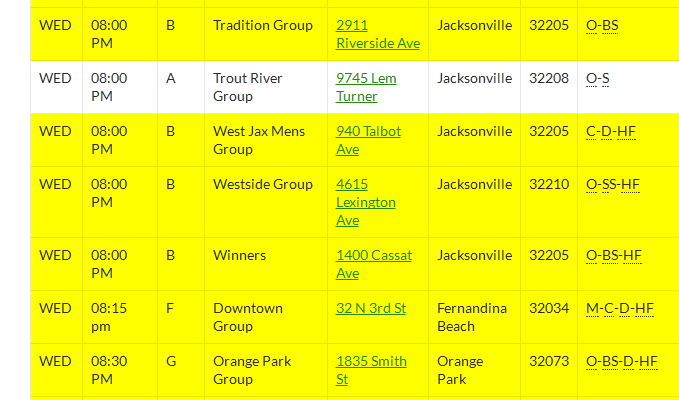 WED 08:00 B Tradition Group 2911 Jacksonville 32205 O-BS
PM Riverside Ave
WED 08:00 A Trout River 9745 Lem Jacksonville 32208 O-S
PM Group Turner
WED 08:00 B West Jax Mens 940 Talbot Jacksonville 32205 C-D-HF
PM Group Ave
WED 08:00 B Westside Group 4615 Jacksonville 32210 O-SS-HF
PM Lexington
Ave
WED 08:00 B Winners 1400 Cassat Jacksonville 32205 O-BS-HF
PM Ave
WED 08:15 F Downtown 32 N 3rd St Fernandina 32034 M-C-D-HF
pm Group Beach
WED 08:30 G Orange Park 1835 Smith Orange 32073 O-BS-D-HF
PM Group St Park